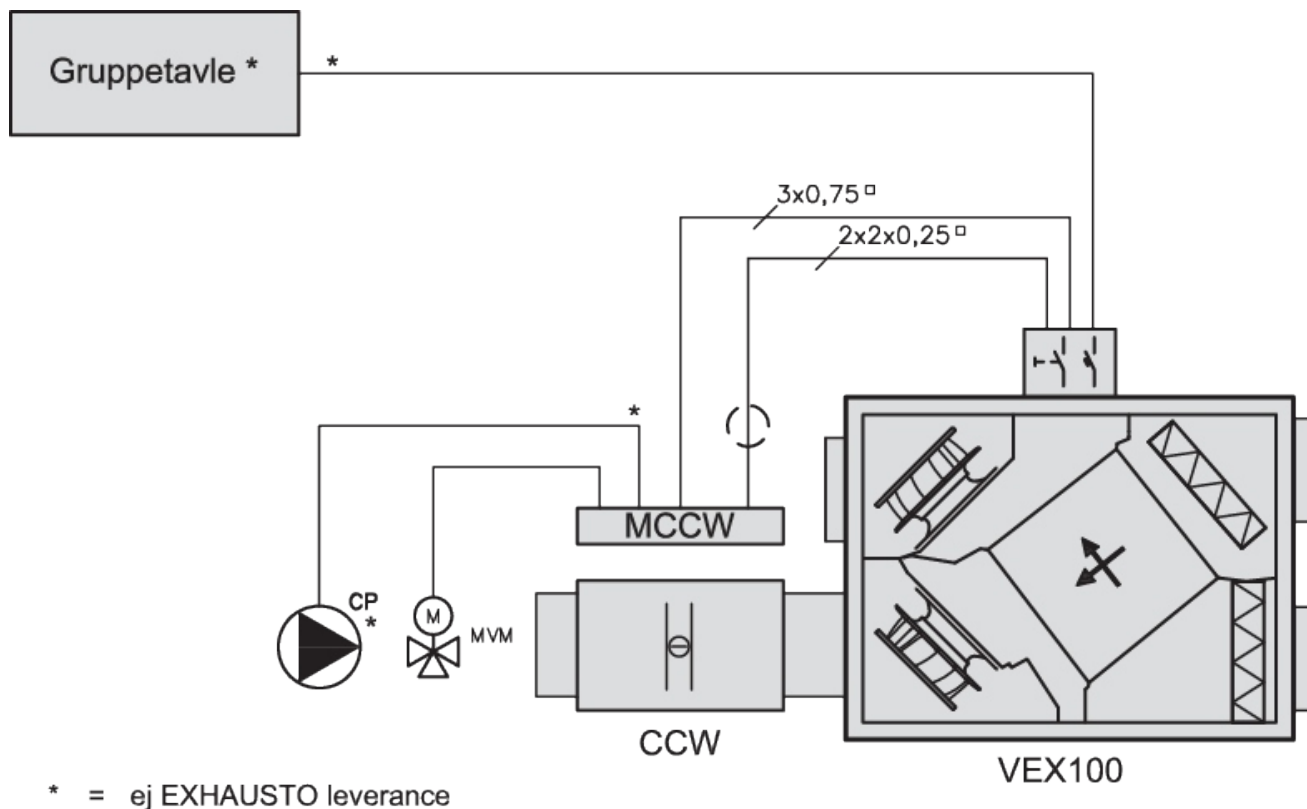 Gruppetavle *
*
3x0,75□
2x2x0,25□
*
MCCW
CP
*
M
MVM
CCW
VEX100
* = ej EXHAUSTO leverance